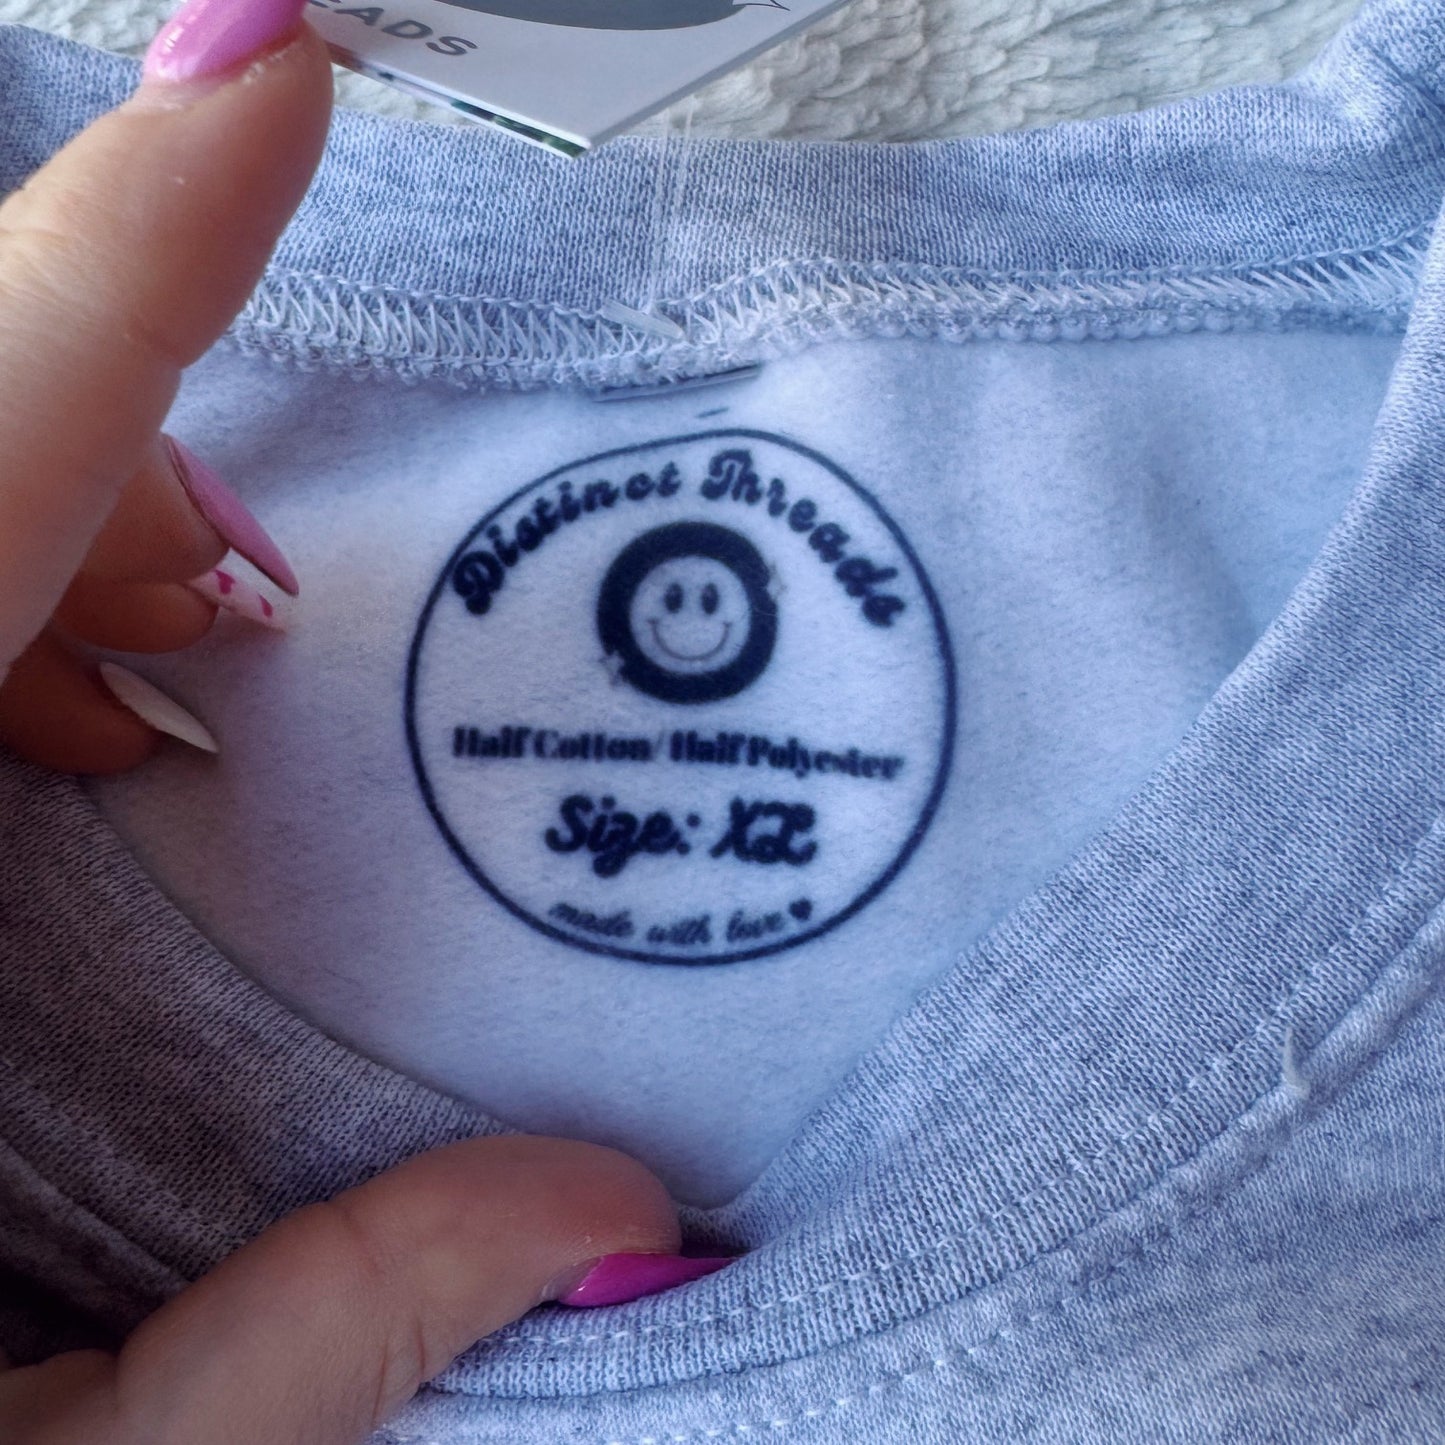 EADS
Distinct Threads
Half Cotton/Half Polyester
Size: XL
made with love ♥